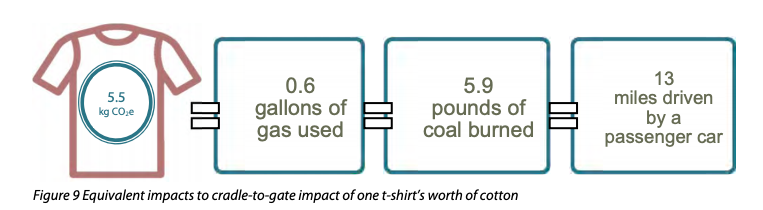 5.5
kg CO₂e
0.6
gallons of
gas used
5.9
pounds of
coal burned
13
miles driven
by a
passenger car
Figure 9 Equivalent impacts to cradle-to-gate impact of one t-shirt's worth of cotton